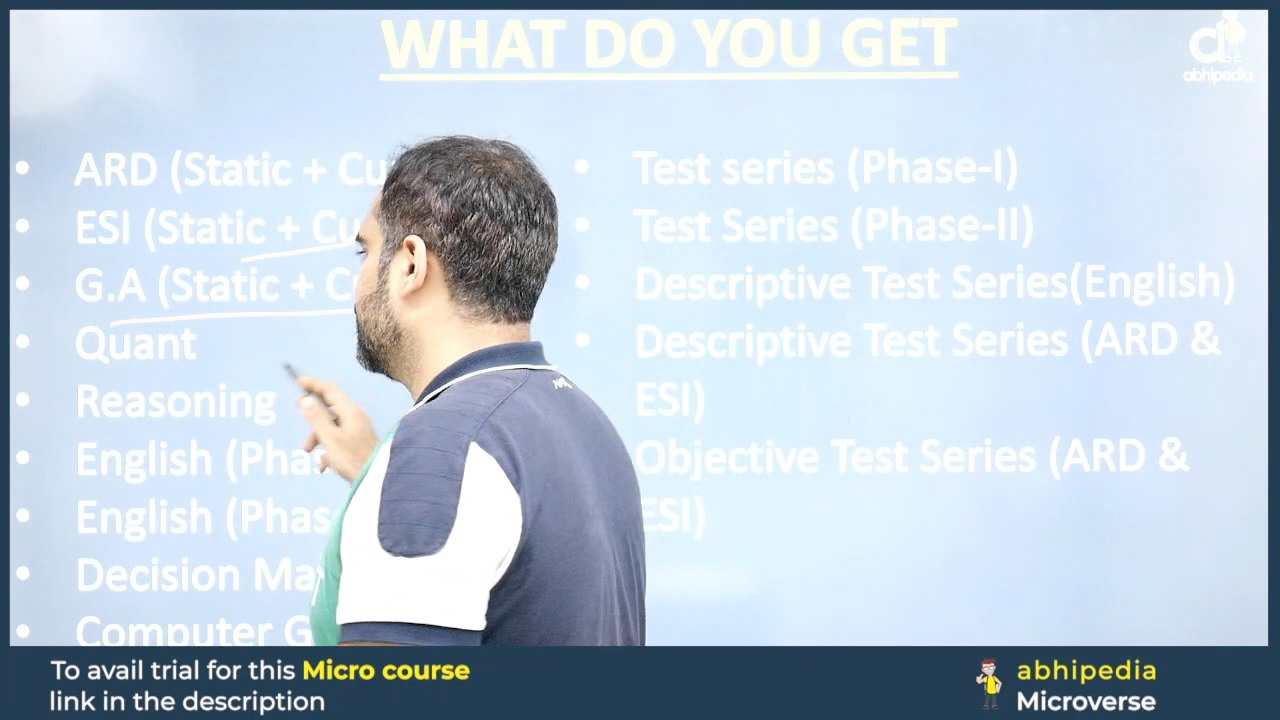 WHAT DO YOU GET
abhipedia
• ARD (Static + Cu
• ESI (Static + Cu
• G.A (Static + C
• Quant
• Reasoning
• English (Pha
• English (Phas
• Decision Ma
• Computer G
• Test series (Phase-I)
• Test Series (Phase-II)
• Descriptive Test Series(English)
• Descriptive Test Series (ARD &
ESI)
Objective Test Series (ARD &
ESI)
To avail trial for this Micro course
link in the description
abhipedia
Microverse